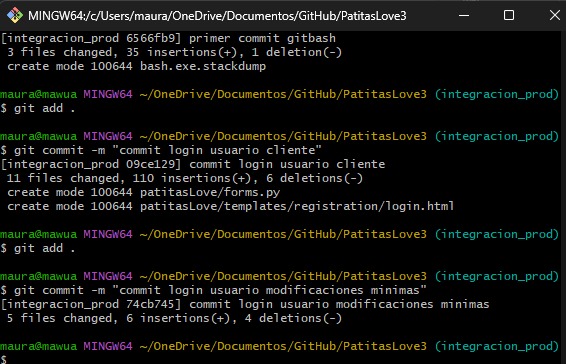 MINGW64:/c/Users/maura/OneDrive/Documentos/GitHub/PatitasLove3
[integracion_prod 6566fb9] primer commit gitbash
 3 files changed, 35 insertions(+), 1 deletion(-)
 create mode 100644 bash.exe.stackdump
maura@mawua MINGW64 ~/OneDrive/Documentos/GitHub/PatitasLove3 (integracion_prod)
$ git add .
maura@mawua MINGW64 ~/OneDrive/Documentos/GitHub/PatitasLove3 (integracion_prod)
$ git commit -m "commit login usuario cliente"
[integracion_prod 09ce129] commit login usuario cliente
 11 files changed, 110 insertions(+), 6 deletions(-)
 create mode 100644 patitasLove/forms.py
 create mode 100644 patitasLove/templates/registration/login.html
maura@mawua MINGW64 ~/OneDrive/Documentos/GitHub/PatitasLove3 (integracion_prod)
$ git add .
maura@mawua MINGW64 ~/OneDrive/Documentos/GitHub/PatitasLove3 (integracion_prod)
$ git commit -m "commit login usuario modificaciones minimas"
[integracion_prod 74cb745] commit login usuario modificaciones minimas
 5 files changed, 6 insertions(+), 4 deletions(-)
maura@mawua MINGW64 ~/OneDrive/Documentos/GitHub/PatitasLove3 (integracion_prod)
$